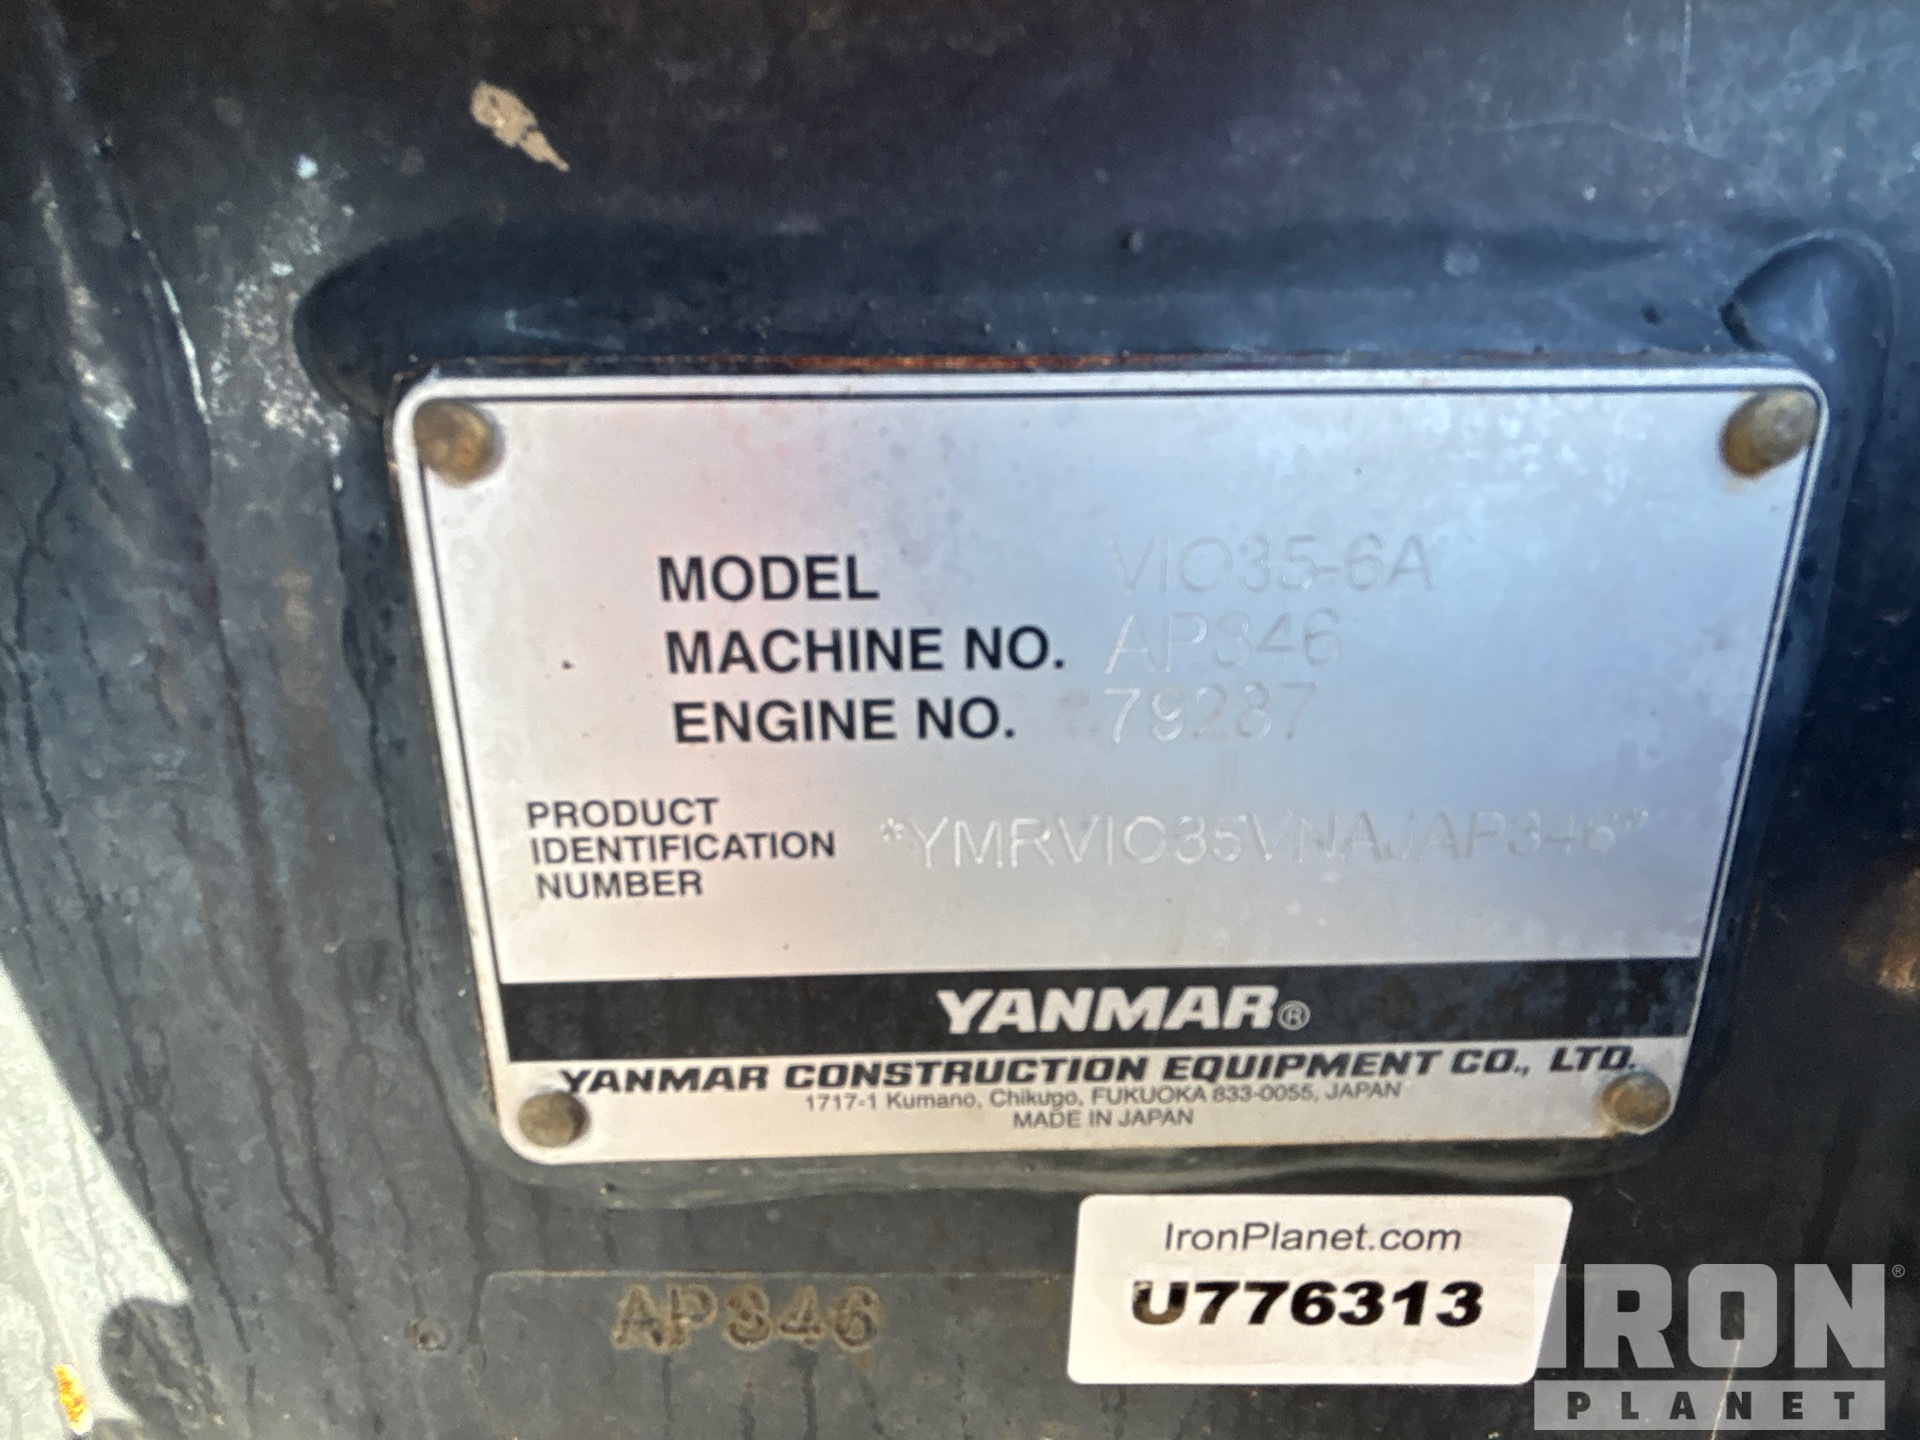 MODEL VIO35-6A
MACHINE NO. AP346
ENGINE NO. 79287
PRODUCT
IDENTIFICATION
NUMBER
*YMRVIO35VNAJAP346*
YANMAR®
YANMAR CONSTRUCTION EQUIPMENT CO., LTD.
1717-1 Kumano, Chikugo, FUKUOKA 833-0055, JAPAN
MADE IN JAPAN
IronPlanet.com
U776313
AP346
IRON®
PLANET